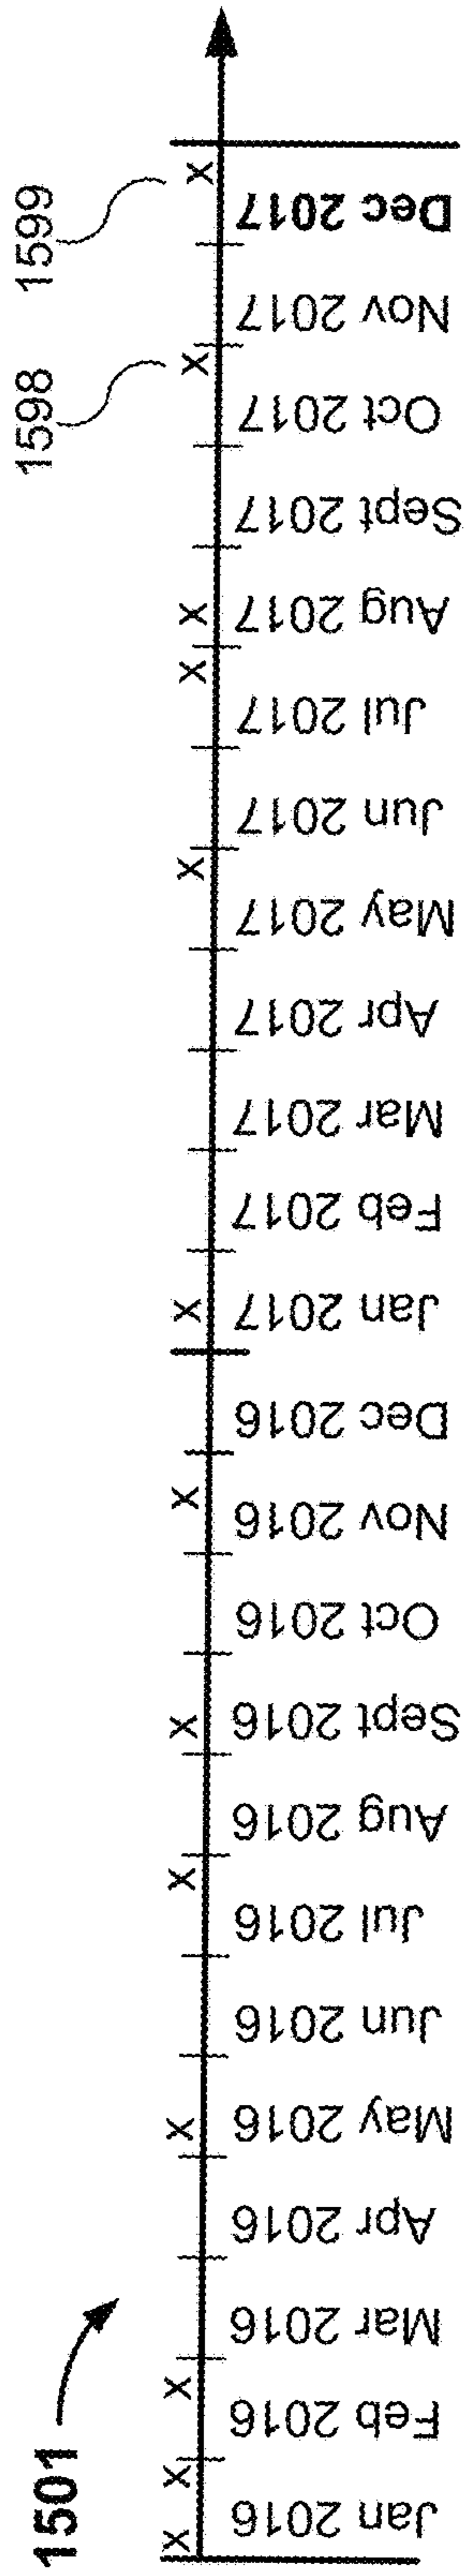 1501
1598
1599
X X X X X X X X X X X X X X
Jan 2016
Feb 2016
Mar 2016
Apr 2016
May 2016
Jun 2016
Jul 2016
Aug 2016
Sept 2016
Oct 2016
Nov 2016
Dec 2016
Jan 2017
Feb 2017
Mar 2017
Apr 2017
May 2017
Jun 2017
Jul 2017
Aug 2017
Sept 2017
Oct 2017
Nov 2017
Dec 2017